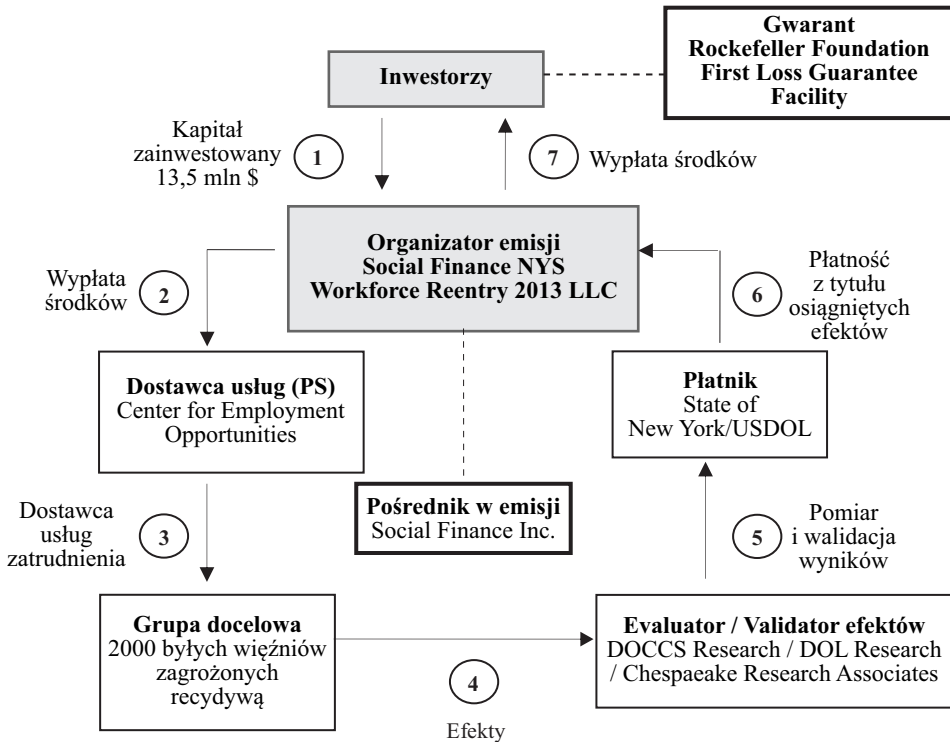 Gwarant
Rockefeller Foundation
First Loss Guarantee
Facility
Inwestorzy
Kapitał
zainwestowany
13,5 mln $
1
7
Wypłata środków
Organizator emisji
Social Finance NYS
Workforce Reentry 2013 LLC
Wypłata
środków
2
6
Płatność
z tytułu
osiągniętych
efektów
Dostawca usług (PS)
Center for Employment
Opportunities
Płatnik
State of
New York/USDOL
Pośrednik w emisji
Social Finance Inc.
Dostawca
usług
zatrudnienia
3
5
Pomiar
i walidacja
wyników
Grupa docelowa
2000 byłych więźniów
zagrożonych
recydywą
4
Efekty
Evaluator / Validator efektów
DOCCS Research / DOL Research
/ Chespaeake Research Associates